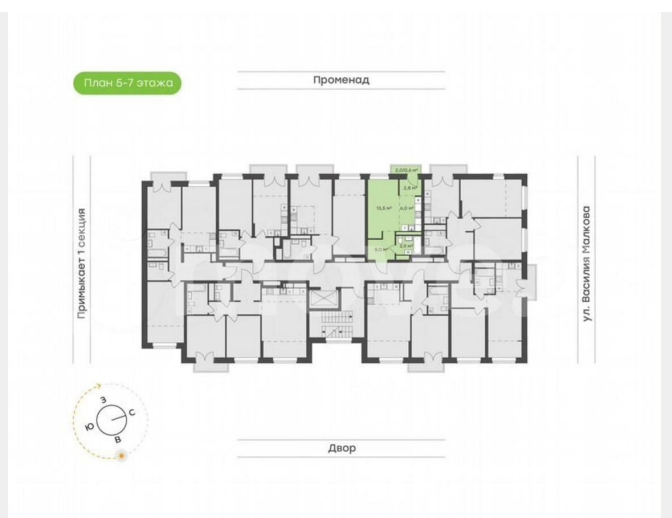 План 5-7 этажа
Променад
Примыкает 1 секция
ул. Василия Малкова
З
С
Ю
В
Двор